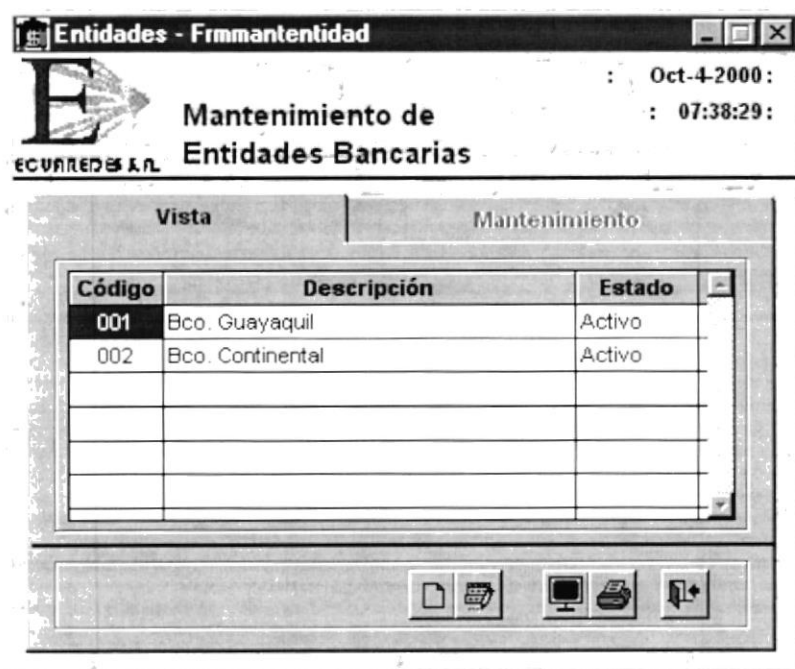 Entidades - Frmmantentidad
: Oct-4-2000 :
Mantenimiento de
: 07:38:29 :
Entidades Bancarias
ECUAREDES S.A.
Vista
Mantenimiento
Código Descripción Estado
001 Bco. Guayaquil Activo
002 Bco. Continental Activo